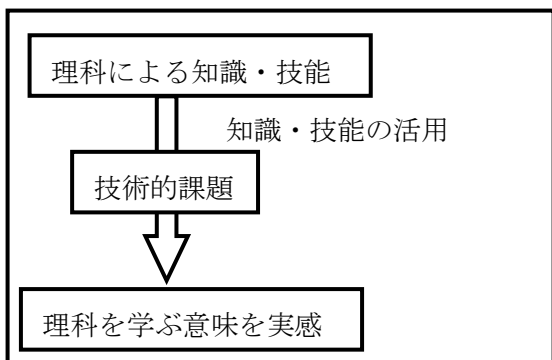 理科による知識・技能
知識・技能の活用
技術的課題
理科を学ぶ意味を実感